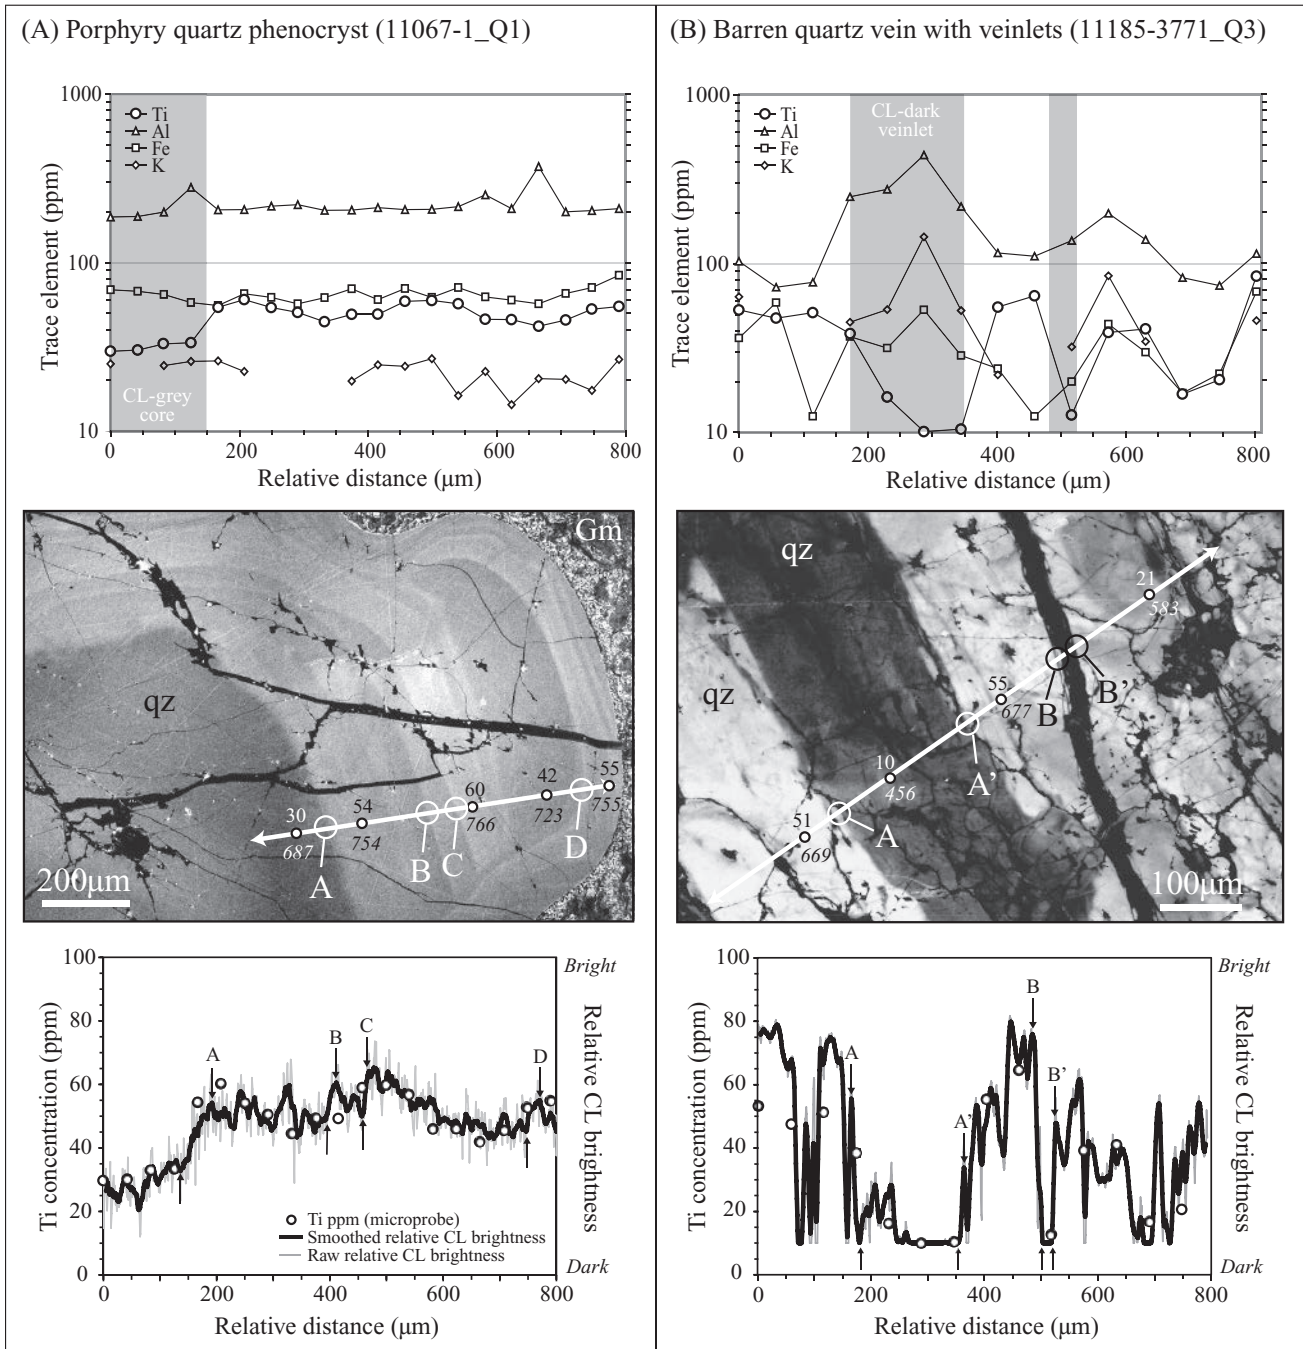 (A) Porphyry quartz phenocryst (11067-1_Q1)
1000
100
10
Trace element (ppm)
Ti
Al
Fe
K
CL-grey
core
0 200 400 600 800
Relative distance (μm)
Gm
qz
30
687
54
754
60
766
42
723
55
755
A
B
C
D
200μm
100
80
60
40
20
0
Ti concentration (ppm)
A
B
C
D
Bright
Relative CL brightness
Dark
Ti ppm (microprobe)
Smoothed relative CL brightness
Raw relative CL brightness
0 200 400 600 800
Relative distance (μm)
(B) Barren quartz vein with veinlets (11185-3771_Q3)
1000
100
10
Trace element (ppm)
Ti
Al
Fe
K
CL-dark
veinlet
0 200 400 600 800
Relative distance (μm)
qz
qz
21
583
55
677
10
456
51
669
A
A’
B
B’
100μm
100
80
60
40
20
0
Ti concentration (ppm)
A
A’
B
B’
Bright
Relative CL brightness
Dark
0 200 400 600 800
Relative distance (μm)